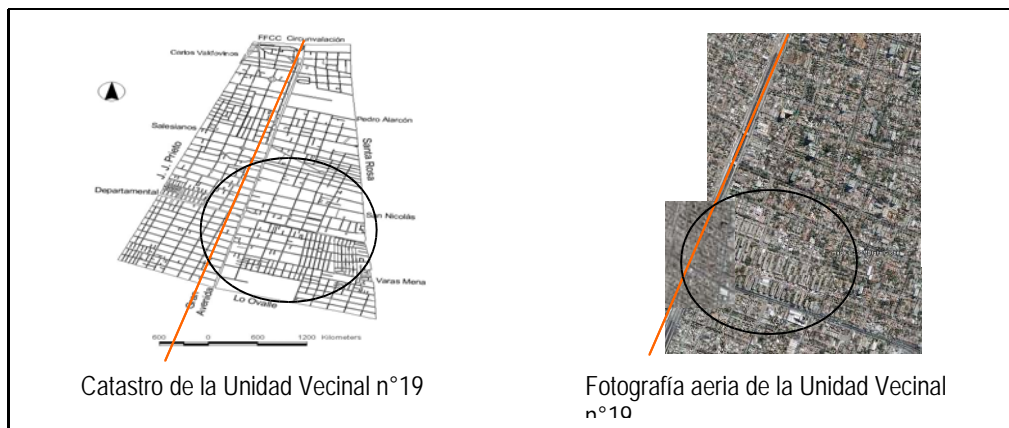 FFCC Circunvalación
Carlos Valdovinos
Pedro Alarcón
Salesianos
Santa Rosa
J. J. Prieto
Departamental
San Nicolás
Varas Mena
Gran Avenida
Lo Ovalle
600 0 600 1200 Kilometers
Catastro de la Unidad Vecinal n°19
Fotografía aeria de la Unidad Vecinal
n°19